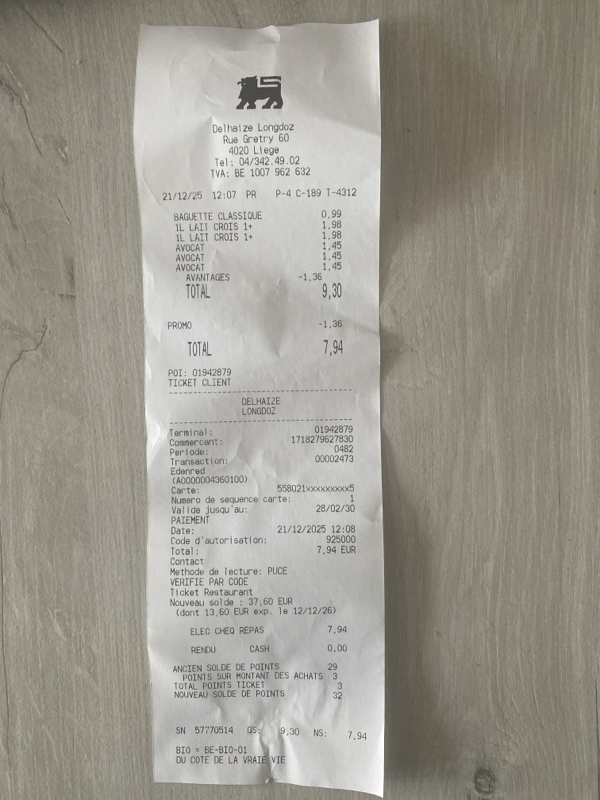 Delhaize Longdoz
Rue Gretry 60
4020 Liege
Tel: 04/342.49.02
TVA: BE 1007 962 632
21/12/25 12:07 PR P-4 C-189 T-4312
BAGUETTE CLASSIQUE 0,99
1L LAIT CROIS 1+ 1,98
1L LAIT CROIS 1+ 1,98
AVOCAT 1,45
AVOCAT 1,45
AVOCAT 1,45
AVANTAGES -1,36
TOTAL 9,30
PROMO -1,36
TOTAL 7,94
POI: 01942879
TICKET CLIENT
DELHAIZE
LONGDOZ
Terminal: 01942879
Commercant: 1718279627830
Periode: 0482
Transaction: 00002473
Edenred
(A0000004360100)
Carte: 558021xxxxxxxxx5
Numero de sequence carte: 1
Valide jusqu'au: 28/02/30
PAIEMENT
Date: 21/12/2025 12:08
Code d'autorisation: 925000
Total: 7,94 EUR
Contact
Methode de lecture: PUCE
VERIFIE PAR CODE
Ticket Restaurant
Nouveau solde : 37,60 EUR
(dont 13,60 EUR exp. le 12/12/26)
ELEC CHEQ REPAS 7,94
RENDU CASH 0,00
ANCIEN SOLDE DE POINTS 29
POINTS SUR MONTANT DES ACHATS 3
TOTAL POINTS TICKET 3
NOUVEAU SOLDE DE POINTS 32
SN 57770514 GS: 9,30 NS: 7,94
BIO = BE-BIO-01
DU COTE DE LA VRAIE VIE